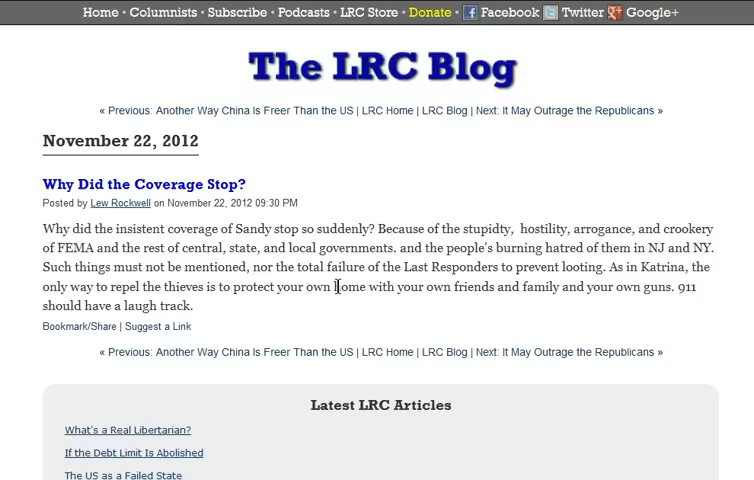 Home • Columnists • Subscribe • Podcasts • LRC Store • Donate • Facebook Twitter Google+
The LRC Blog
« Previous: Another Way China Is Freer Than the US | LRC Home | LRC Blog | Next: It May Outrage the Republicans »
November 22, 2012
Why Did the Coverage Stop?
Posted by Lew Rockwell on November 22, 2012 09:30 PM
Why did the insistent coverage of Sandy stop so suddenly? Because of the stupidty,  hostility, arrogance, and crookery
of FEMA and the rest of central, state, and local governments. and the people's burning hatred of them in NJ and NY.
Such things must not be mentioned, nor the total failure of the Last Responders to prevent looting. As in Katrina, the
only way to repel the thieves is to protect your own home with your own friends and family and your own guns. 911
should have a laugh track.
Bookmark/Share | Suggest a Link
« Previous: Another Way China Is Freer Than the US | LRC Home | LRC Blog | Next: It May Outrage the Republicans »
Latest LRC Articles
What's a Real Libertarian?
If the Debt Limit Is Abolished
The US as a Failed State